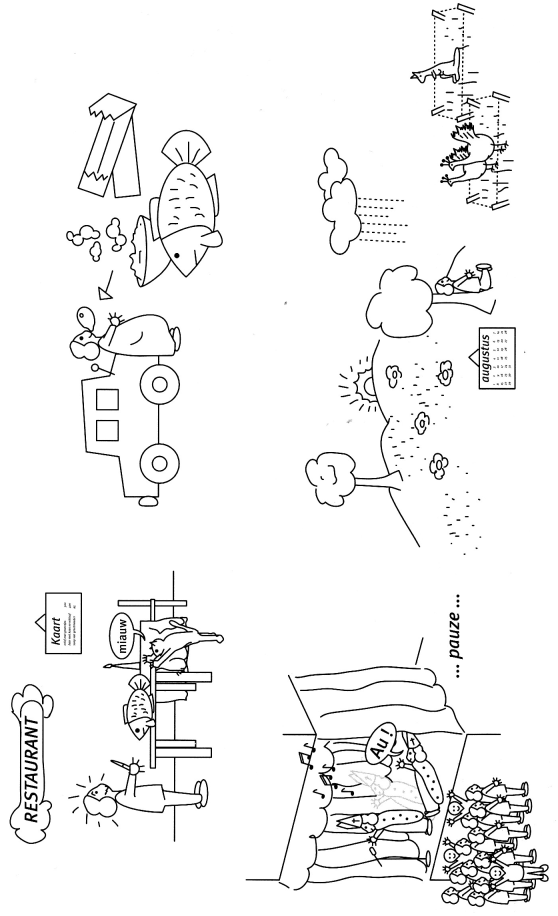 RESTAURANT
Kaart
miauw
Au !
... pauze ...
augustus